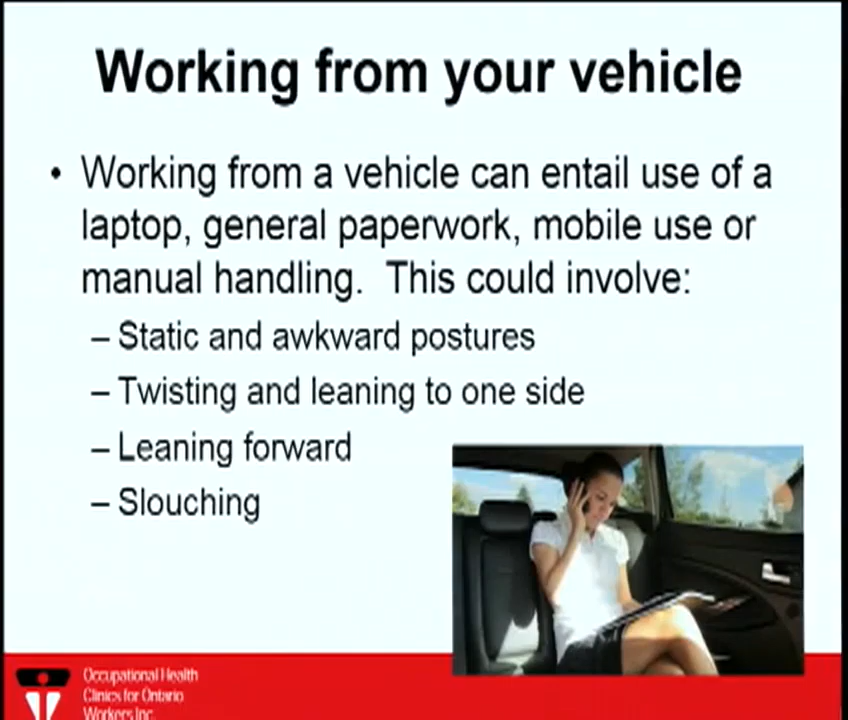 Working from your vehicle
• Working from a vehicle can entail use of a
laptop, general paperwork, mobile use or
manual handling. This could involve:
– Static and awkward postures
– Twisting and leaning to one side
– Leaning forward
– Slouching
Occupational Health
Clinics for Ontario
Workers Inc.